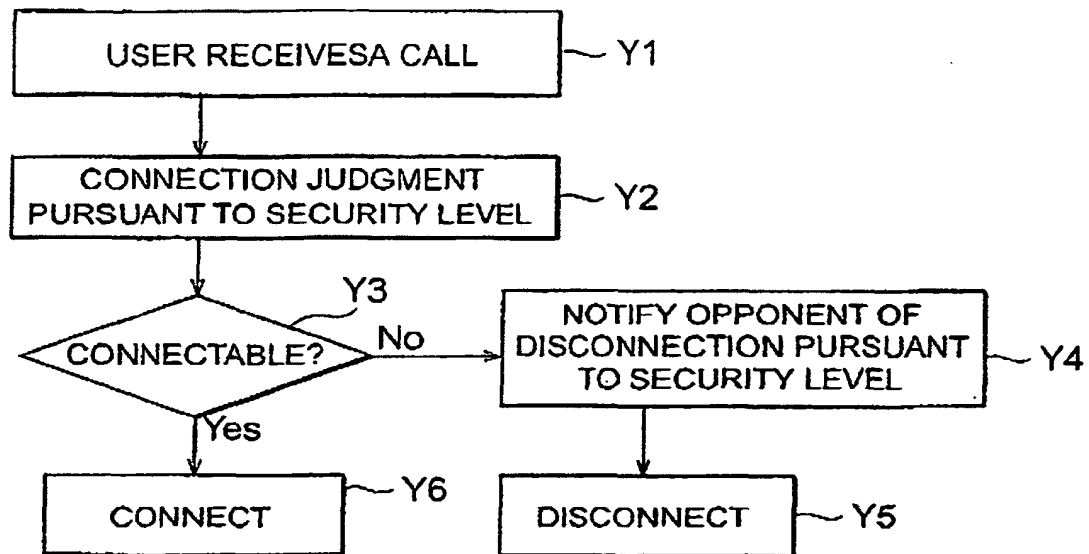 USER RECEIVESA CALL
Y1
CONNECTION JUDGMENT
PURSUANT TO SECURITY LEVEL
Y2
Y3
CONNECTABLE?
No
Yes
NOTIFY OPPONENT OF
DISCONNECTION PURSUANT
TO SECURITY LEVEL
Y4
CONNECT
Y6
DISCONNECT
Y5